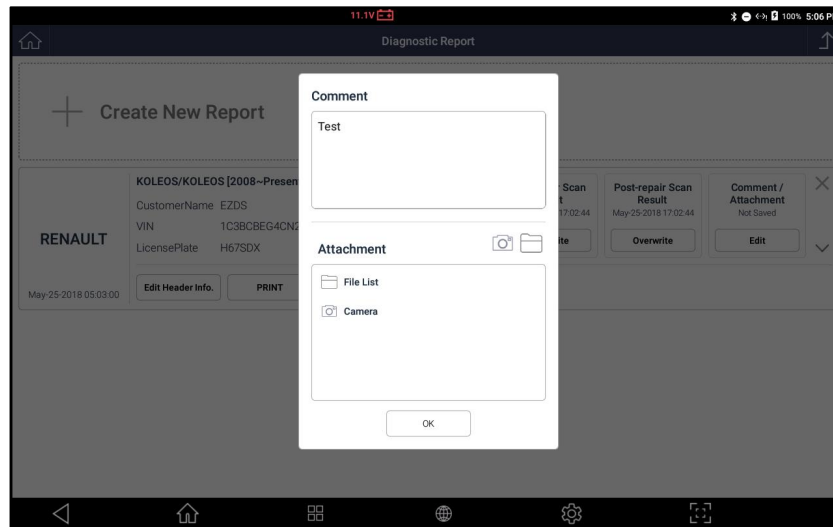 11.1V
100% 5:06 P
Diagnostic Report
Create New Report
RENAULT
May-25-2018 05:03:00
KOLEOS/KOLEOS [2008~Presen
CustomerName EZDS
VIN 1C3BCBEG4CN2
LicensePlate H67SDX
Edit Header Info.
PRINT
Comment
Test
Attachment
File List
Camera
OK
Scan
t
17:02:44
ite
Post-repair Scan
Result
May-25-2018 17:02:44
Overwrite
Comment /
Attachment
Not Saved
Edit